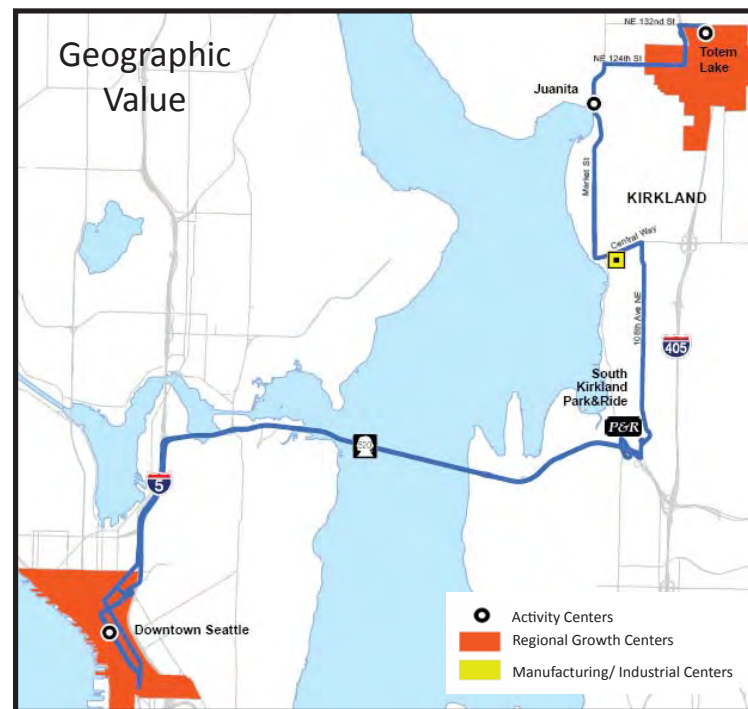 Geographic
Value
NE 132nd St
Totem
Lake
NE 124th St
Juanita
Market St
KIRKLAND
Central Way
108th Ave NE
405
South
Kirkland
Park&Ride
P&R
520
5
Downtown Seattle
Activity Centers
Regional Growth Centers
Manufacturing/ Industrial Centers